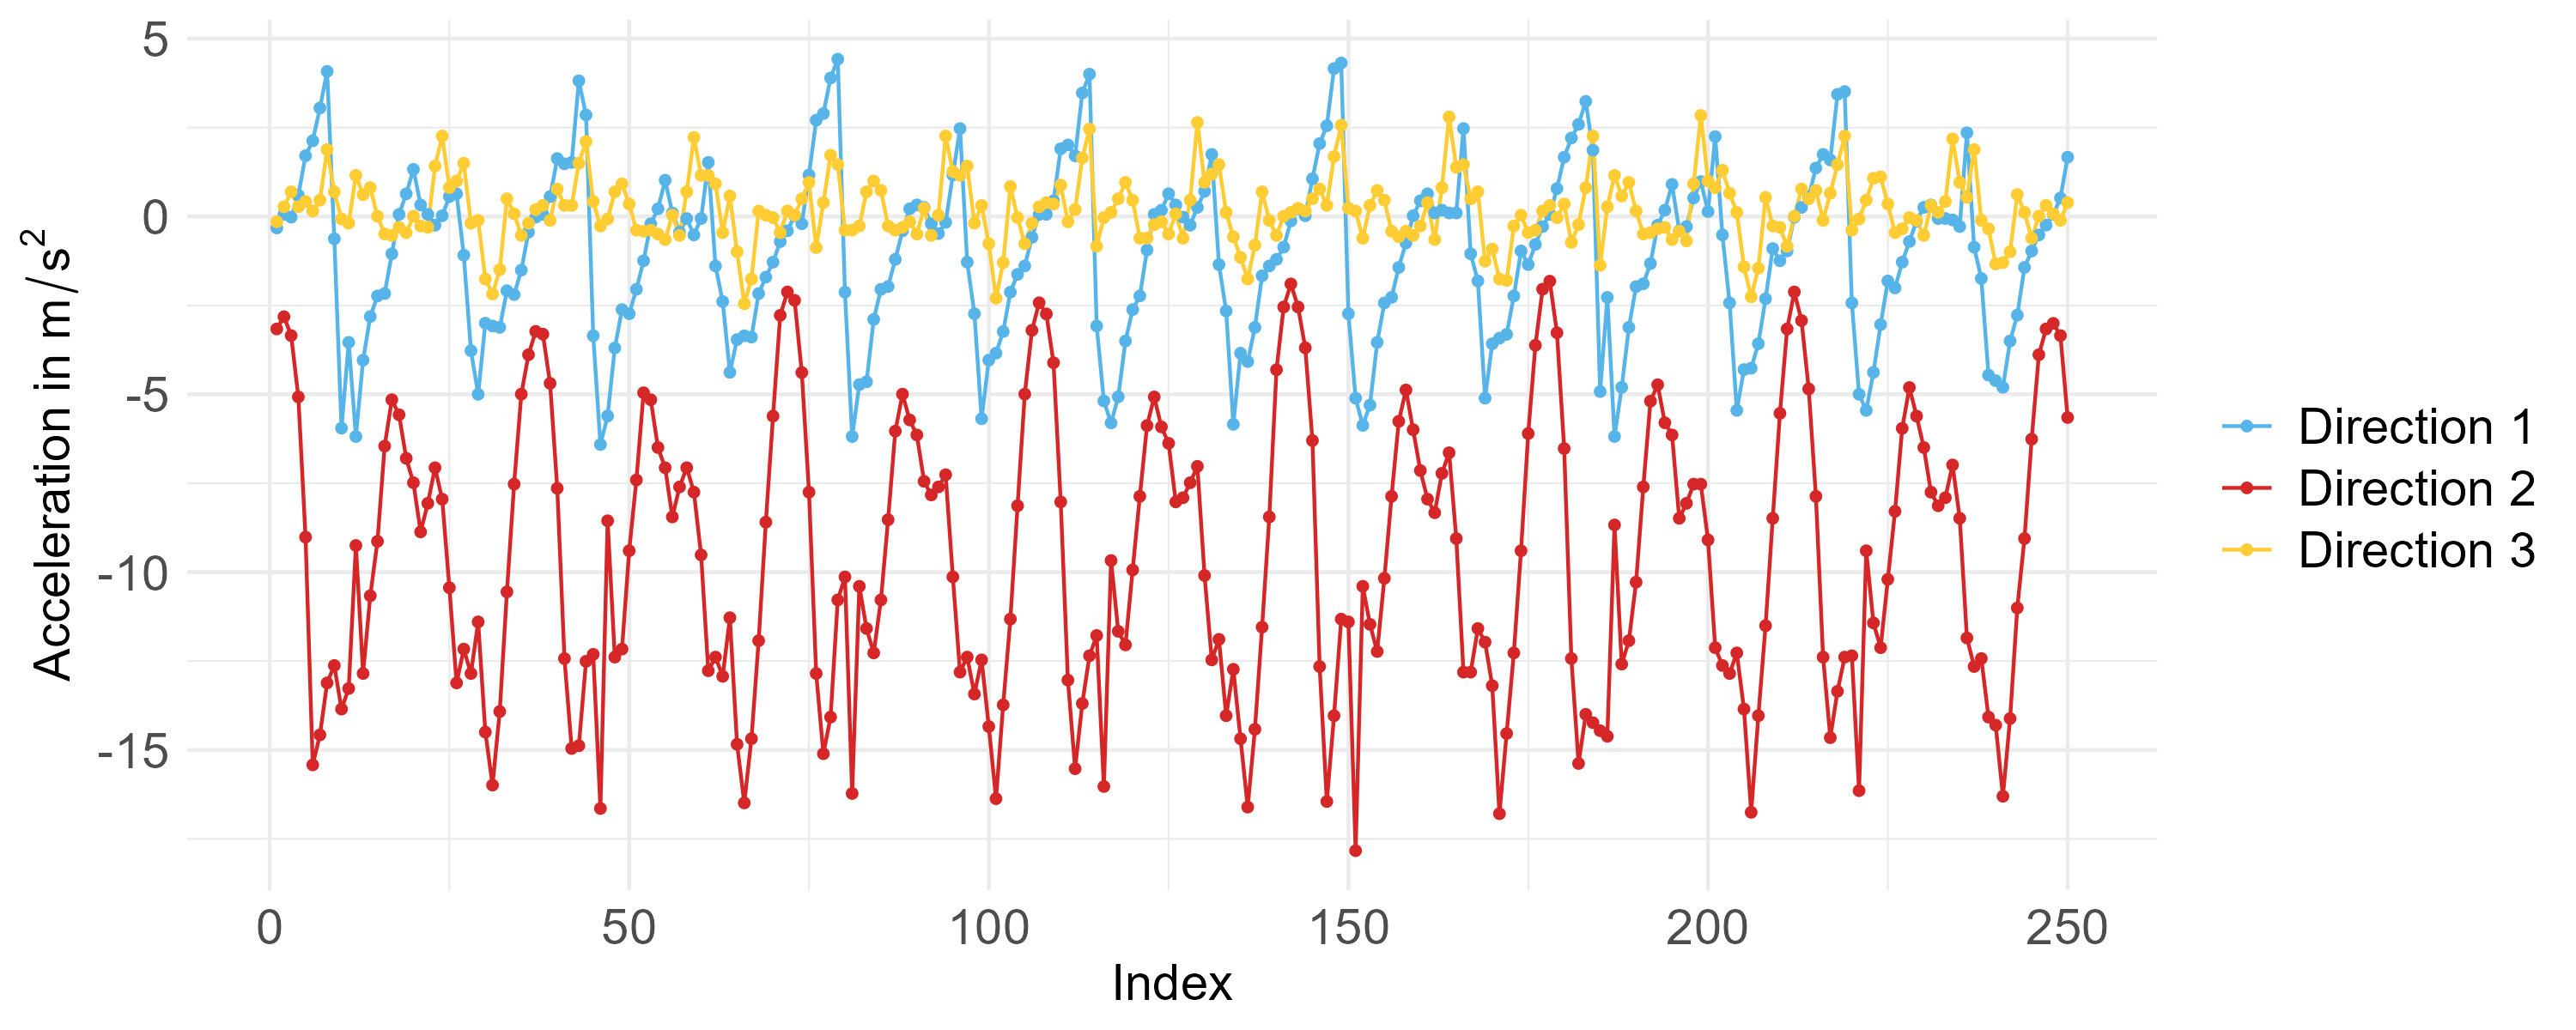 Acceleration in m/s²
5
0
-5
-10
-15
0 50 100 150 200 250
Index
Direction 1
Direction 2
Direction 3